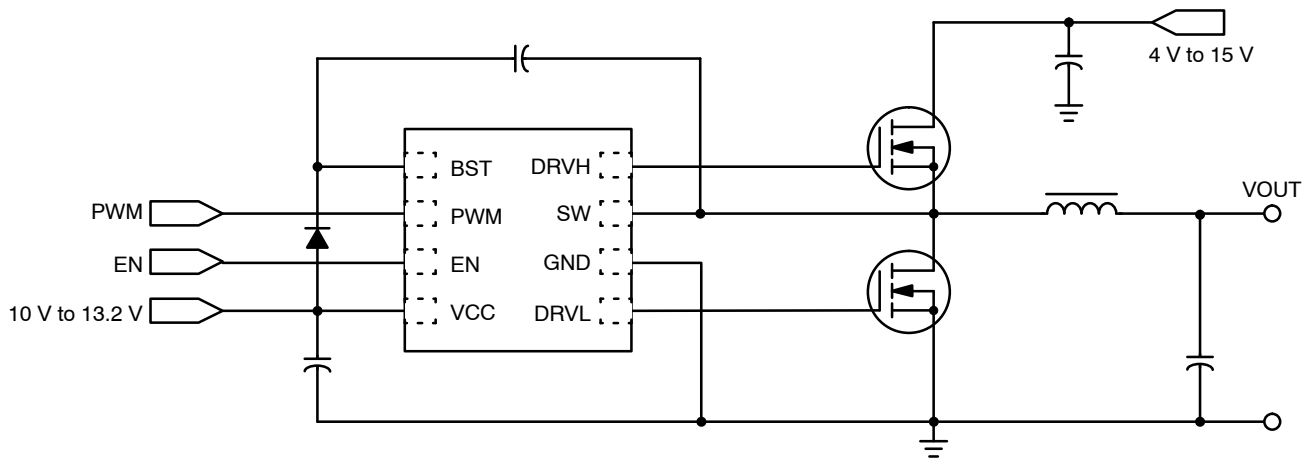 4 V to 15 V
BST
DRVH
PWM
PWM
SW
VOUT
EN
EN
GND
10 V to 13.2 V
VCC
DRVL